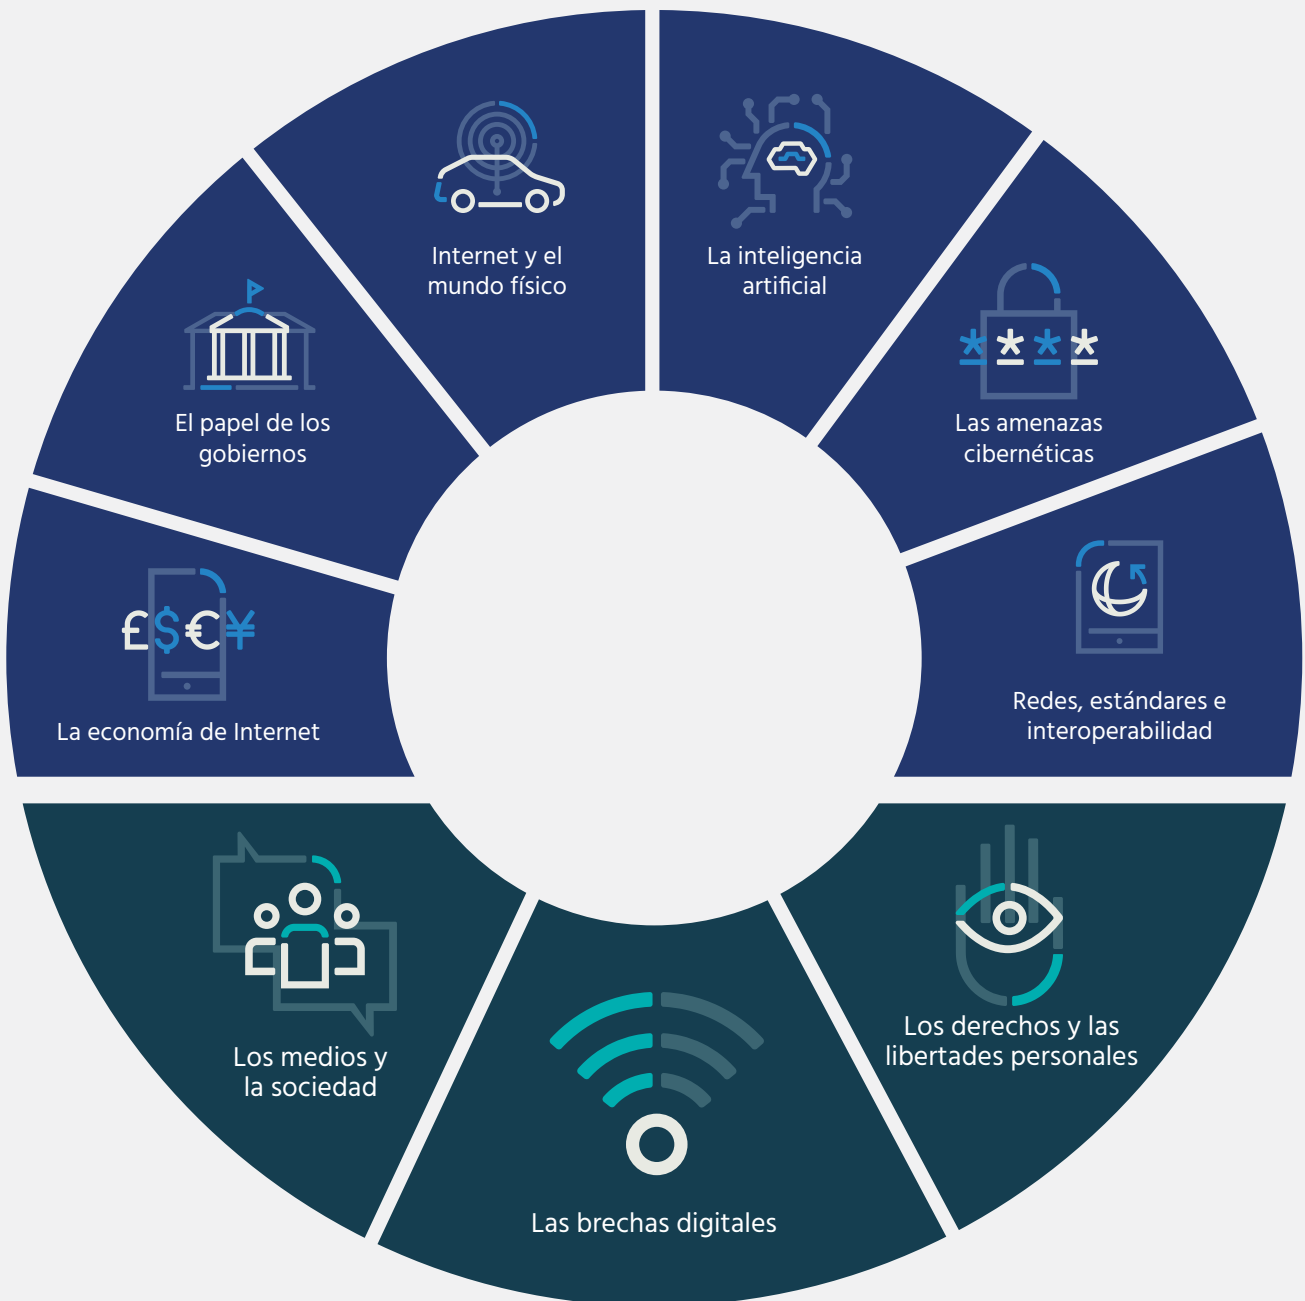 Internet y el
mundo físico
La inteligencia
artificial
El papel de los
gobiernos
Las amenazas
cibernéticas
£$€¥
* * * *
La economía de Internet
Redes, estándares e
interoperabilidad
Los medios y
la sociedad
Los derechos y las
libertades personales
Las brechas digitales